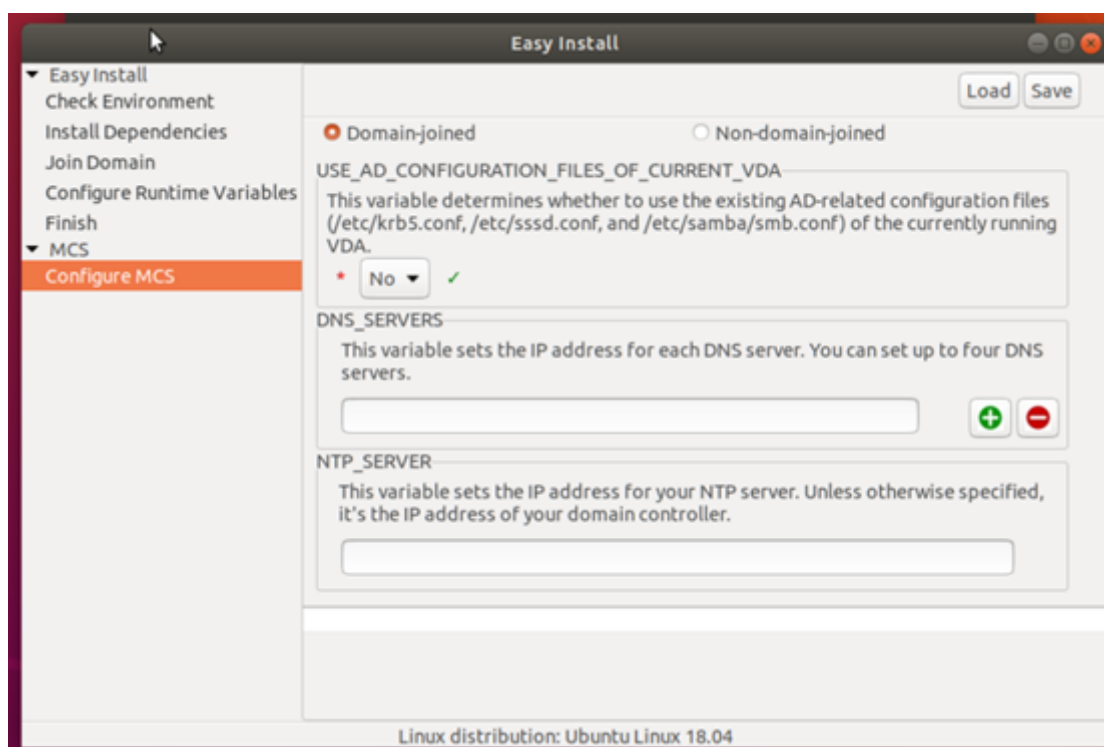 Easy Install
Easy Install
Check Environment
Install Dependencies
Join Domain
Configure Runtime Variables
Finish
MCS
Configure MCS
Load Save
Domain-joined Non-domain-joined
USE_AD_CONFIGURATION_FILES_OF_CURRENT_VDA
This variable determines whether to use the existing AD-related configuration files
(/etc/krb5.conf, /etc/sssd.conf, and /etc/samba/smb.conf) of the currently running
VDA.
* No
DNS_SERVERS
This variable sets the IP address for each DNS server. You can set up to four DNS
servers.
NTP_SERVER
This variable sets the IP address for your NTP server. Unless otherwise specified,
it's the IP address of your domain controller.
Linux distribution: Ubuntu Linux 18.04